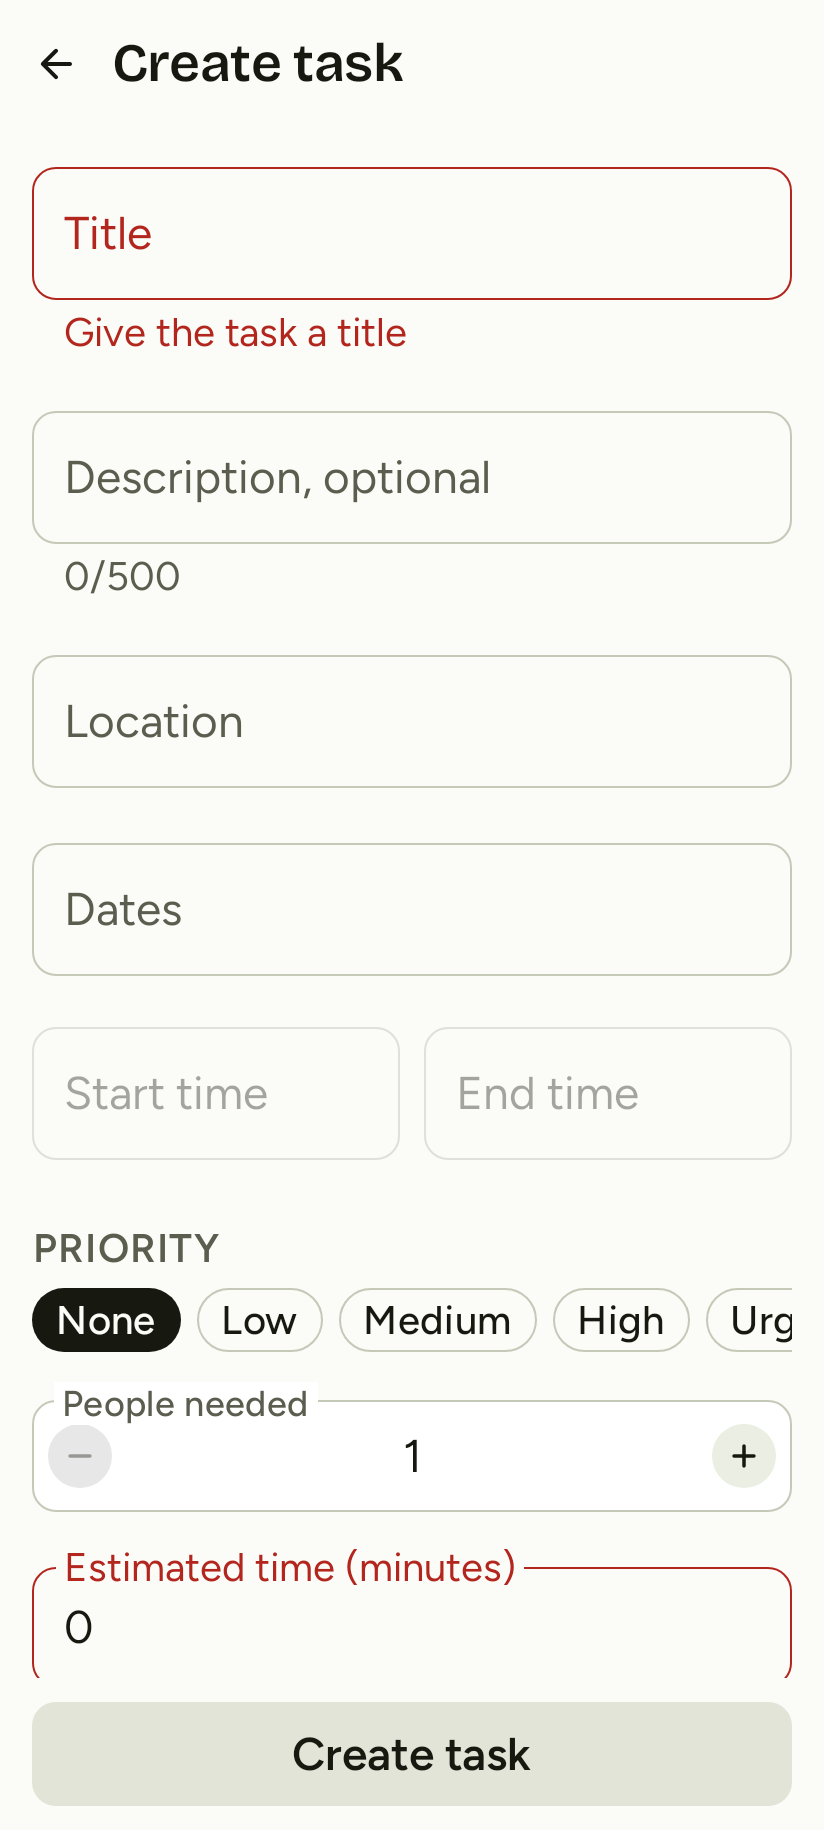 Create task
Title
Give the task a title
Description, optional
0/500
Location
Dates
Start time
End time
PRIORITY
None
Low
Medium
High
Urg
People needed
1
Estimated time (minutes)
0
Create task